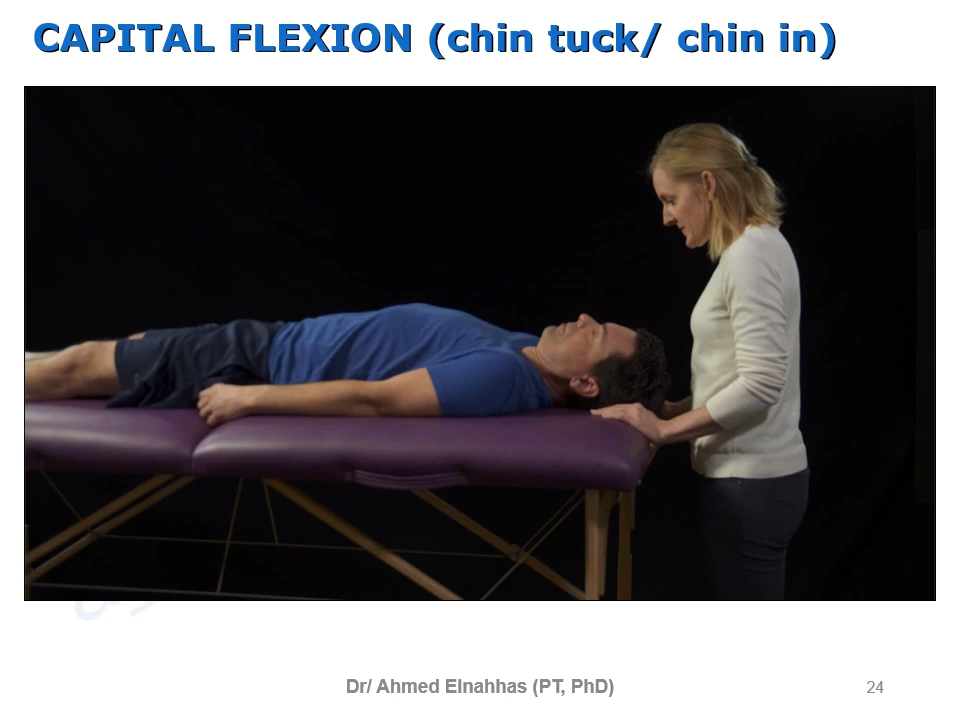 CAPITAL FLEXION (chin tuck/ chin in)
Dr/ Ahmed Elnahhas (PT, PhD)
24